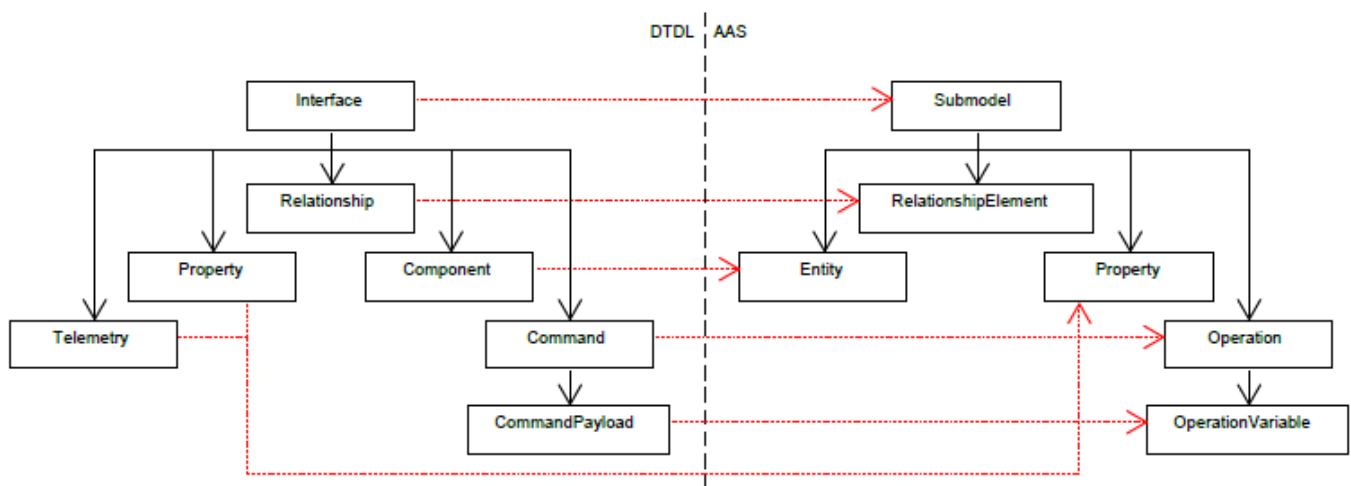 DTDL AAS
Interface
Submodel
Relationship
RelationshipElement
Property
Component
Entity
Property
Telemetry
Command
Operation
CommandPayload
OperationVariable